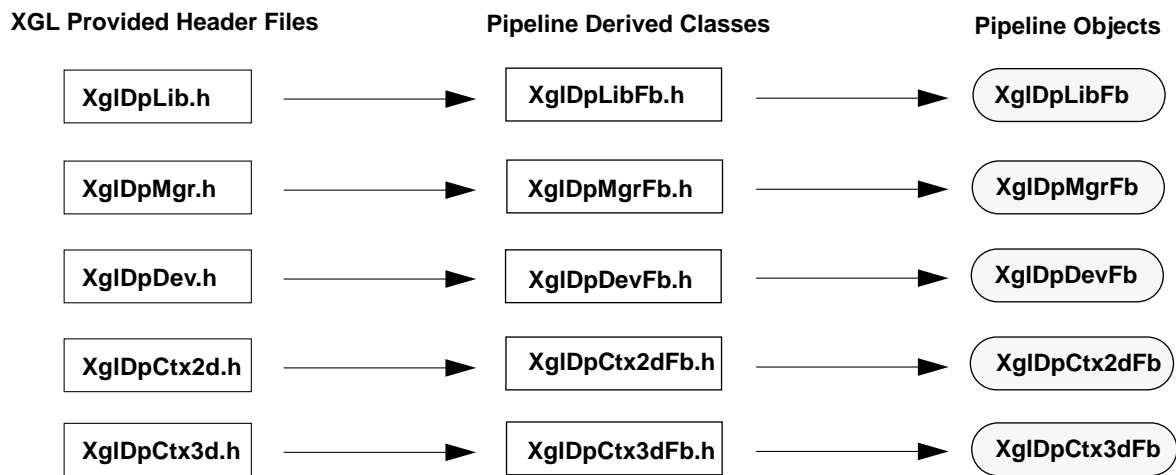 XGL Provided Header Files Pipeline Derived Classes Pipeline Objects
XglDpLib.h XglDpLibFb.h XglDpLibFb
XglDpMgr.h XglDpMgrFb.h XglDpMgrFb
XglDpDev.h XglDpDevFb.h XglDpDevFb
XglDpCtx2d.h XglDpCtx2dFb.h XglDpCtx2dFb
XglDpCtx3d.h XglDpCtx3dFb.h XglDpCtx3dFb